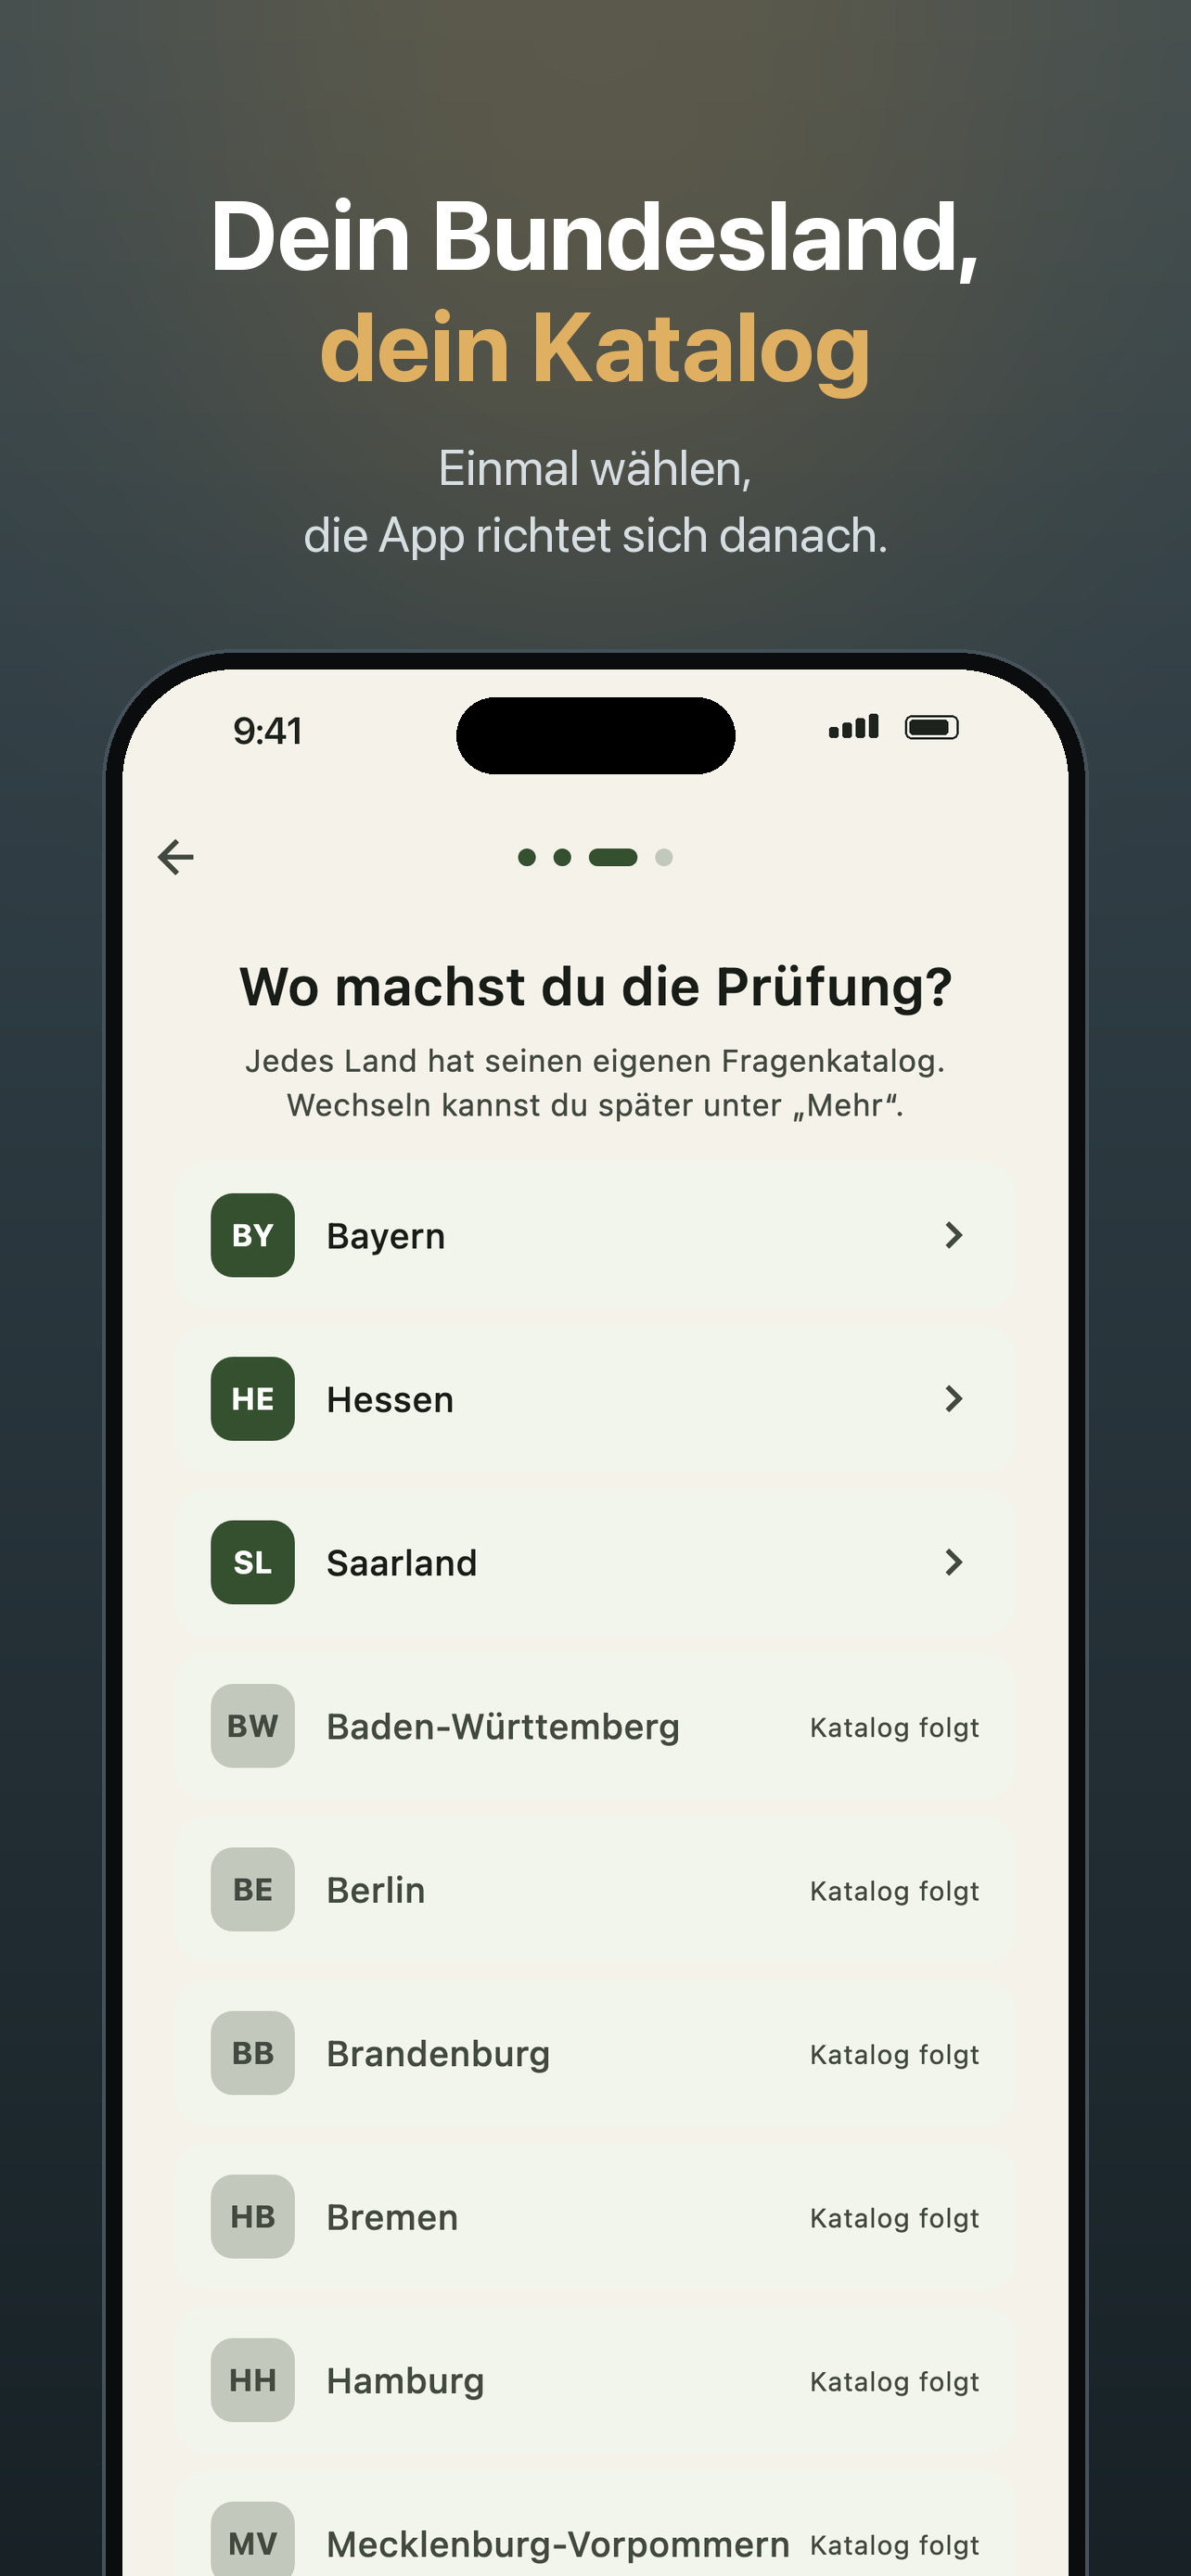 Dein Bundesland,
dein Katalog
Einmal wählen,
die App richtet sich danach.
9:41
Wo machst du die Prüfung?
Jedes Land hat seinen eigenen Fragenkatalog.
Wechseln kannst du später unter „Mehr“.
BY Bayern
HE Hessen
SL Saarland
BW Baden-Württemberg Katalog folgt
BE Berlin Katalog folgt
BB Brandenburg Katalog folgt
HB Bremen Katalog folgt
HH Hamburg Katalog folgt
MV Mecklenburg-Vorpommern Katalog folgt